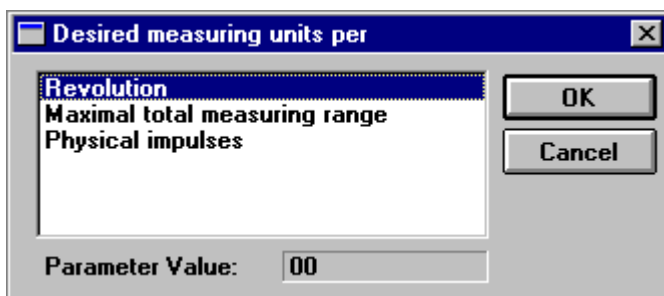 Desired measuring units per
Revolution
Maximal total measuring range
Physical impulses
OK
Cancel
Parameter Value: 00